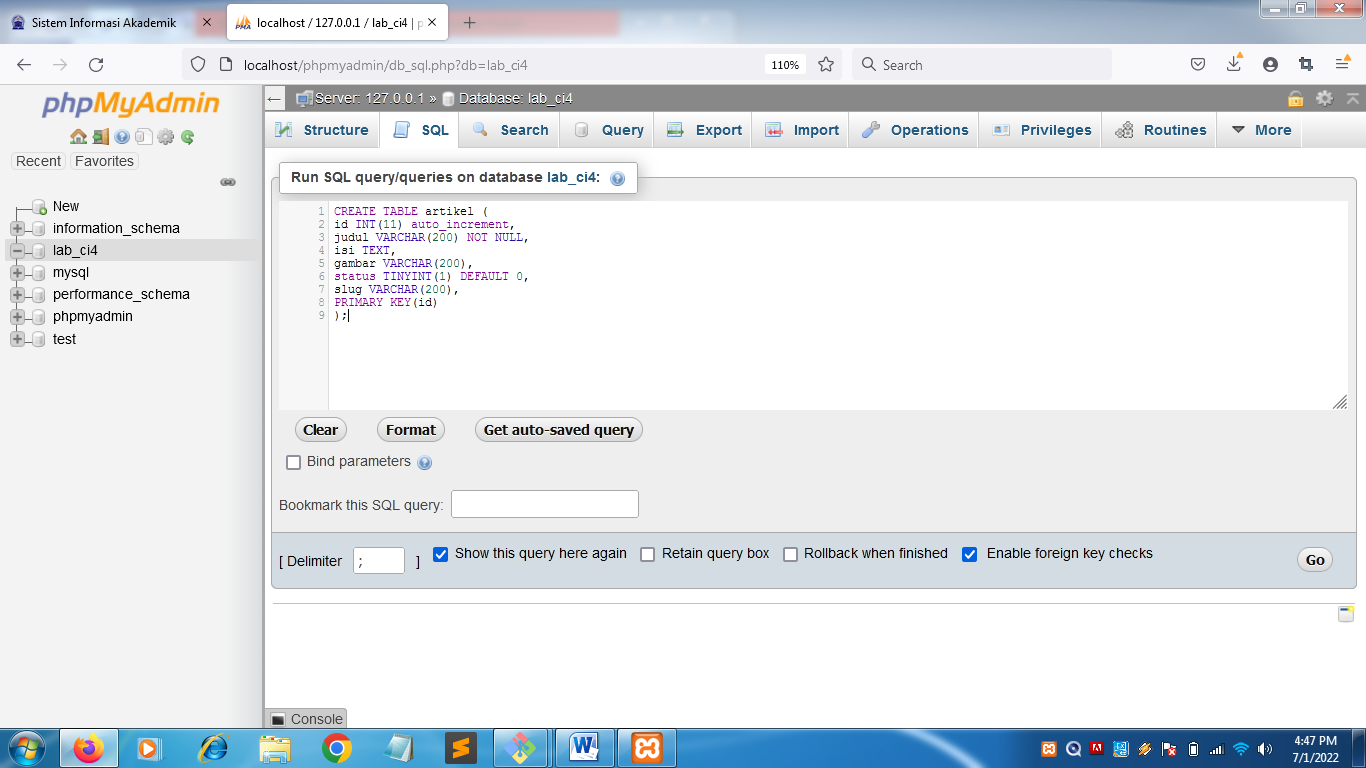 Sistem Informasi Akademik
localhost / 127.0.0.1 / lab_ci4 | p
localhost/phpmyadmin/db_sql.php?db=lab_ci4
110%
Search
phpMyAdmin
Recent
Favorites
New
information_schema
lab_ci4
mysql
performance_schema
phpmyadmin
test
Server: 127.0.0.1 » Database: lab_ci4
Structure
SQL
Search
Query
Export
Import
Operations
Privileges
Routines
More
Run SQL query/queries on database lab_ci4:
1 CREATE TABLE artikel (
2 id INT(11) auto_increment,
3 judul VARCHAR(200) NOT NULL,
4 isi TEXT,
5 gambar VARCHAR(200),
6 status TINYINT(1) DEFAULT 0,
7 slug VARCHAR(200),
8 PRIMARY KEY(id)
9 );
Clear
Format
Get auto-saved query
Bind parameters
Bookmark this SQL query:
[ Delimiter ; ]
Show this query here again
Retain query box
Rollback when finished
Enable foreign key checks
Go
Console
4:47 PM
7/1/2022